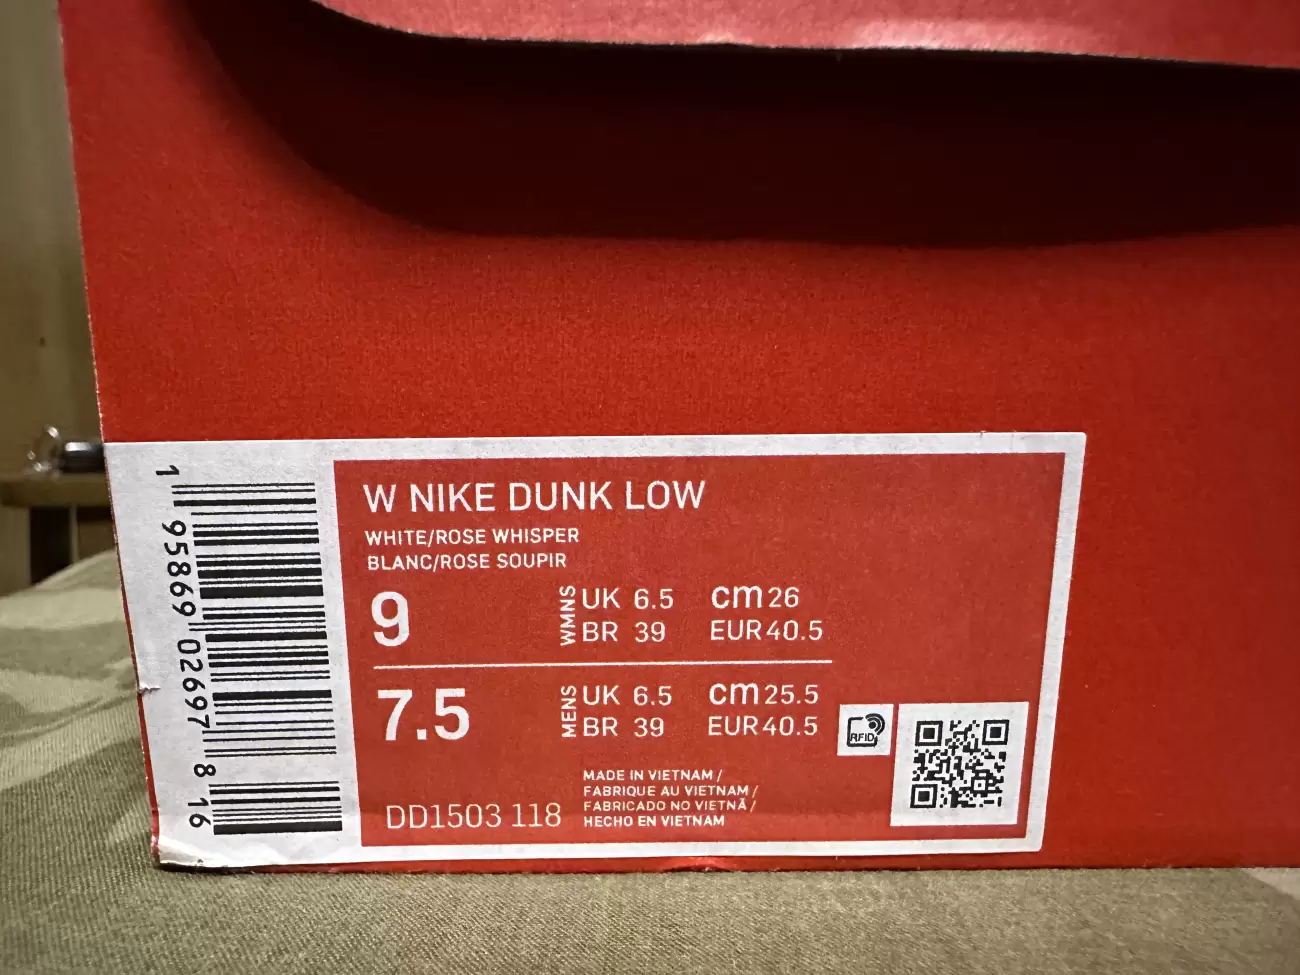 W NIKE DUNK LOW
WHITE/ROSE WHISPER
BLANC/ROSE SOUPIR
9
WMNS
UK 6.5 cm 26
BR 39 EUR 40.5
7.5
MENS
UK 6.5 cm 25.5
BR 39 EUR 40.5
RFID
MADE IN VIETNAM /
FABRIQUE AU VIETNAM /
FABRICADO NO VIETNÃ /
HECHO EN VIETNAM
DD1503 118
1 95869 02697 8 16